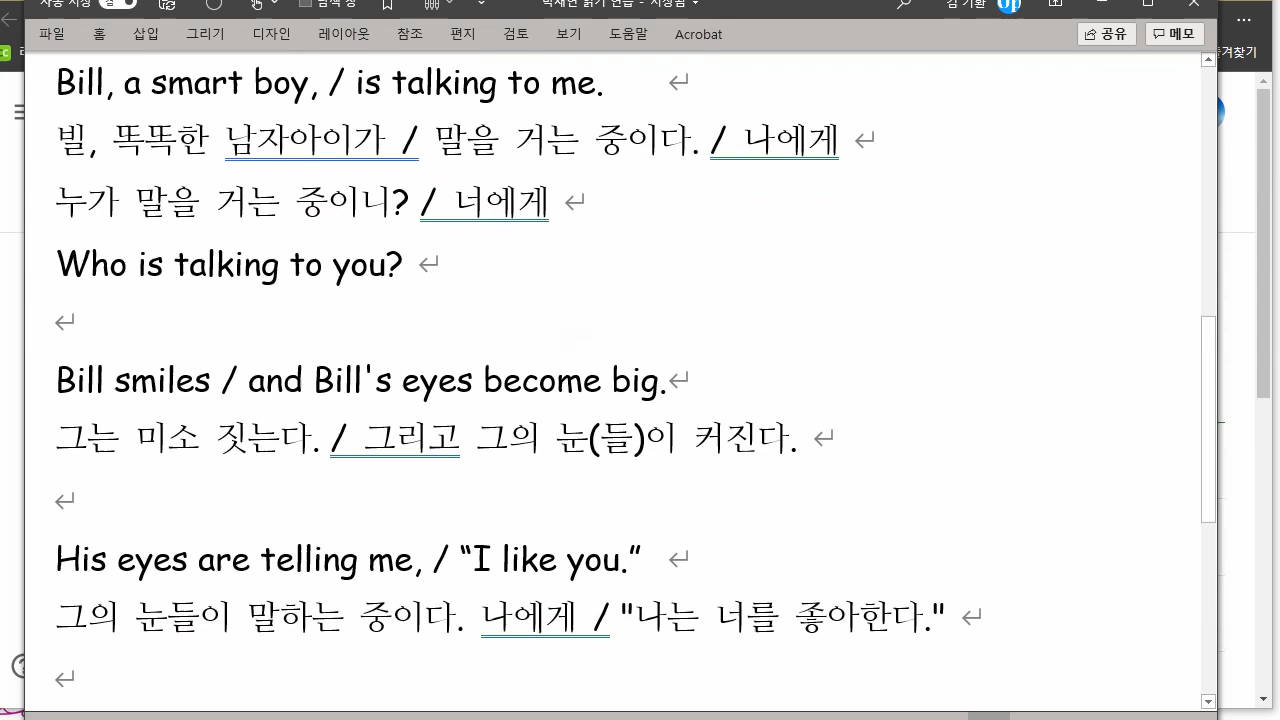 파일 홈 삽입 그리기 디자인 레이아웃 참조 편지 검토 보기 도움말 Acrobat 공유 메모
Bill, a smart boy, / is talking to me.
빌, 똑똑한 남자아이가 / 말을 거는 중이다. / 나에게
누가 말을 거는 중이니? / 너에게
Who is talking to you?
Bill smiles / and Bill's eyes become big.
그는 미소 짓는다. / 그리고 그의 눈(들)이 커진다.
His eyes are telling me, / “I like you.”
그의 눈들이 말하는 중이다. 나에게 / "나는 너를 좋아한다."